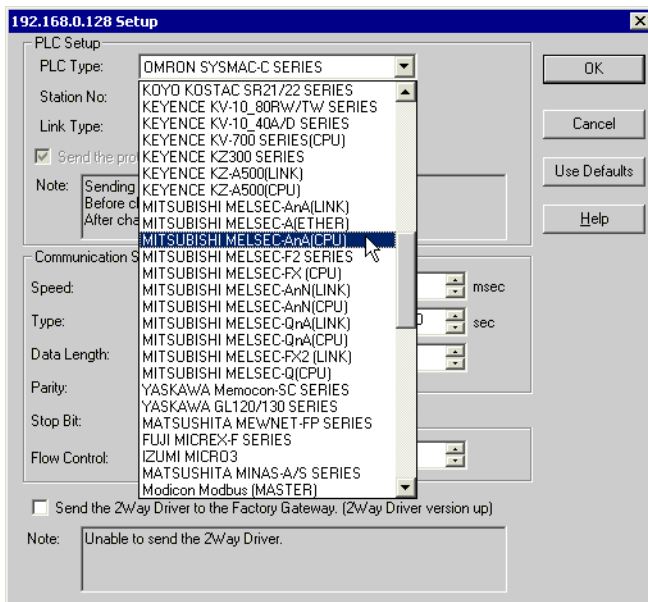 192.168.0.128 Setup
PLC Setup
PLC Type:
OMRON SYSMAC-C SERIES
OK
Station No:
Link Type:
Cancel
Send the
Use Defaults
Note:
Sending
Before
After
Help
KOYO KOSTAC SR21/22 SERIES
KEYENCE KV-10_80RW/TW SERIES
KEYENCE KV-10_40A/D SERIES
KEYENCE KV-700 SERIES(CPU)
KEYENCE KZ300 SERIES
KEYENCE KZ-A500(LINK)
KEYENCE KZ-A500(CPU)
MITSUBISHI MELSEC-AnA(LINK)
MITSUBISHI MELSEC-A(ETHER)
MITSUBISHI MELSEC-AnA(CPU)
MITSUBISHI MELSEC-F2 SERIES
MITSUBISHI MELSEC-FX (CPU)
MITSUBISHI MELSEC-AnN(LINK)
MITSUBISHI MELSEC-AnN(CPU)
MITSUBISHI MELSEC-QnA(LINK)
MITSUBISHI MELSEC-QnA(CPU)
MITSUBISHI MELSEC-FX2 (LINK)
MITSUBISHI MELSEC-Q(CPU)
YASKAWA Memocon-SC SERIES
YASKAWA GL120/130 SERIES
MATSUSHITA MEWNET-FP SERIES
FUJI MICREX-F SERIES
IZUMI MICRO3
MATSUSHITA MINAS-A/S SERIES
Modicon Modbus (MASTER)
Communication S
Speed:
msec
Type:
sec
Data Length:
Parity:
Stop Bit:
Flow Control:
Send the 2Way Driver to the Factory Gateway. (2Way Driver version up)
Note:
Unable to send the 2Way Driver.